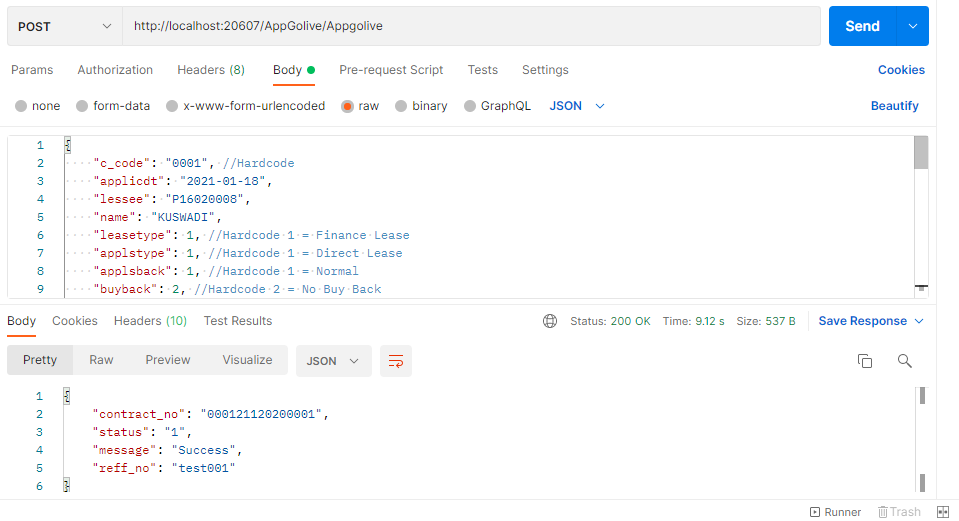 POST http://localhost:20607/AppGolive/Appgolive Send
Params Authorization Headers (8) Body Pre-request Script Tests Settings Cookies
none form-data x-www-form-urlencoded raw binary GraphQL JSON Beautify
1 {
2 "c_code": "0001", //Hardcode
3 "applicdt": "2021-01-18",
4 "lessee": "P16020008",
5 "name": "KUSWADI",
6 "leasetype": 1, //Hardcode 1 = Finance Lease
7 "applstype": 1, //Hardcode 1 = Direct Lease
8 "applsback": 1, //Hardcode 1 = Normal
9 "buyback": 2, //Hardcode 2 = No Buy Back
Body Cookies Headers (10) Test Results Status: 200 OK Time: 9.12 s Size: 537 B Save Response
Pretty Raw Preview Visualize JSON
1 {
2 "contract_no": "000121120200001",
3 "status": "1",
4 "message": "Success",
5 "reff_no": "test001"
6 }
Runner Trash